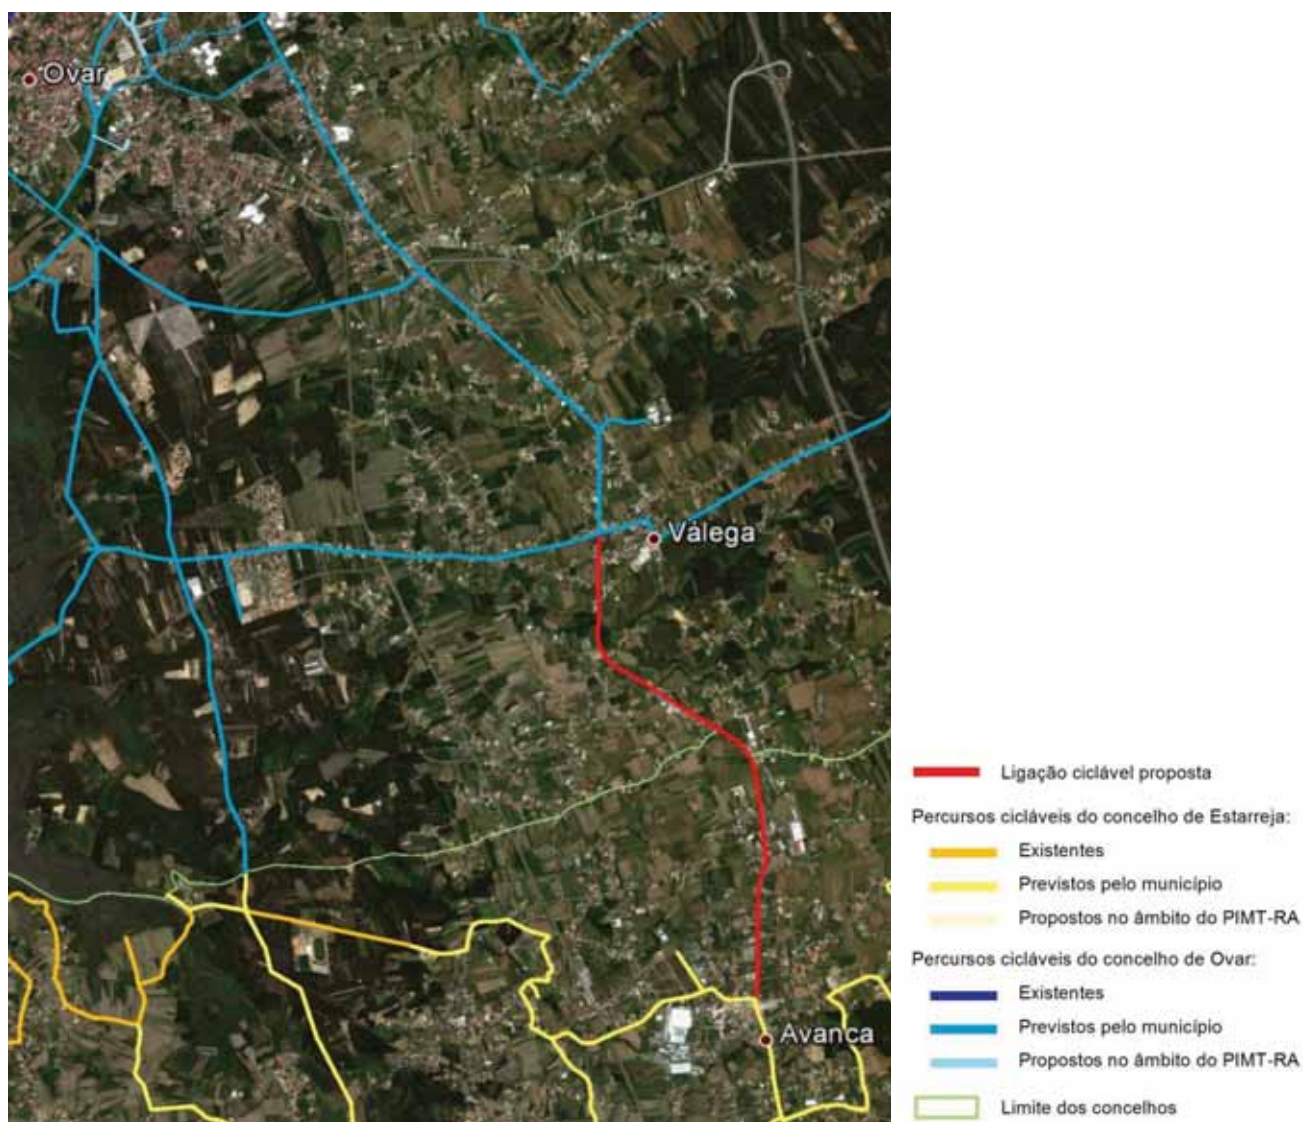 Ovar
Válega
Avanca
Ligação ciclável proposta
Percursos cicláveis do concelho de Estarreja:
Existentes
Previstos pelo município
Propostos no âmbito do PIMT-RA
Percursos cicláveis do concelho de Ovar:
Existentes
Previstos pelo município
Propostos no âmbito do PIMT-RA
Limite dos concelhos